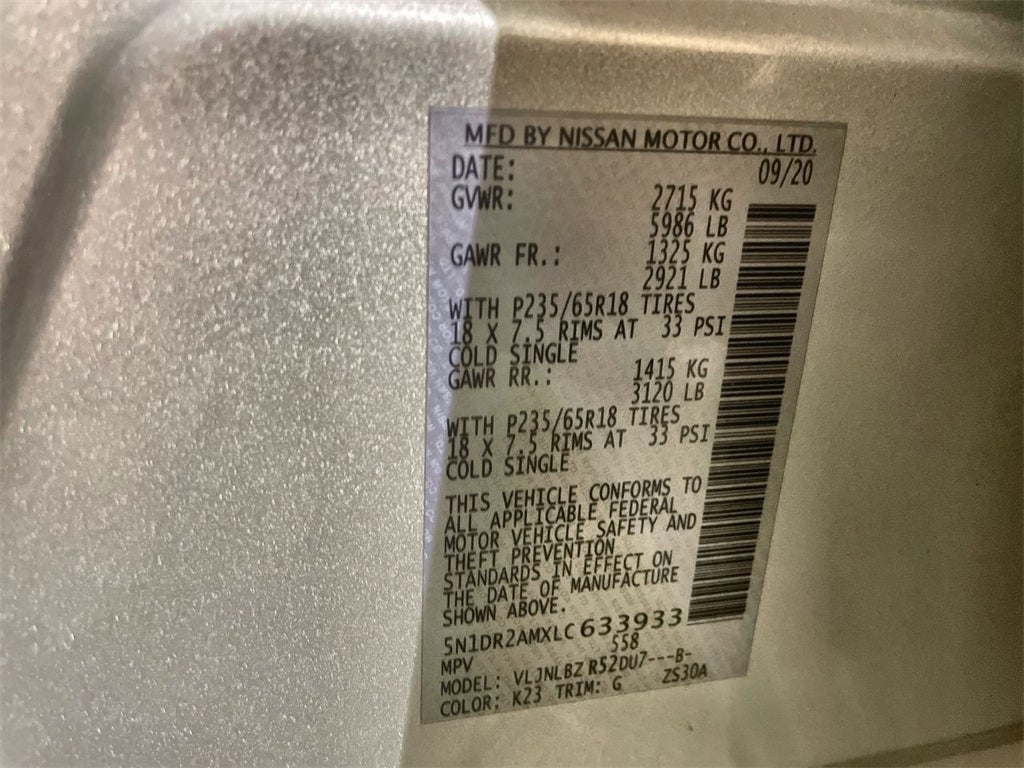 MFD BY NISSAN MOTOR CO., LTD.
DATE: 09/20
GVWR: 2715 KG
5986 LB
GAWR FR.: 1325 KG
2921 LB
WITH P235/65R18 TIRES
18 X 7.5 RIMS AT 33 PSI
COLD SINGLE
GAWR RR.: 1415 KG
3120 LB
WITH P235/65R18 TIRES
18 X 7.5 RIMS AT 33 PSI
COLD SINGLE
THIS VEHICLE CONFORMS TO
ALL APPLICABLE FEDERAL
MOTOR VEHICLE SAFETY AND
THEFT PREVENTION
STANDARDS IN EFFECT ON
THE DATE OF MANUFACTURE
SHOWN ABOVE.
5N1DR2AMXLC633933
MPV 558
MODEL: VLJNLBZ R52DU7---B-
COLOR: K23 TRIM: G ZS30A